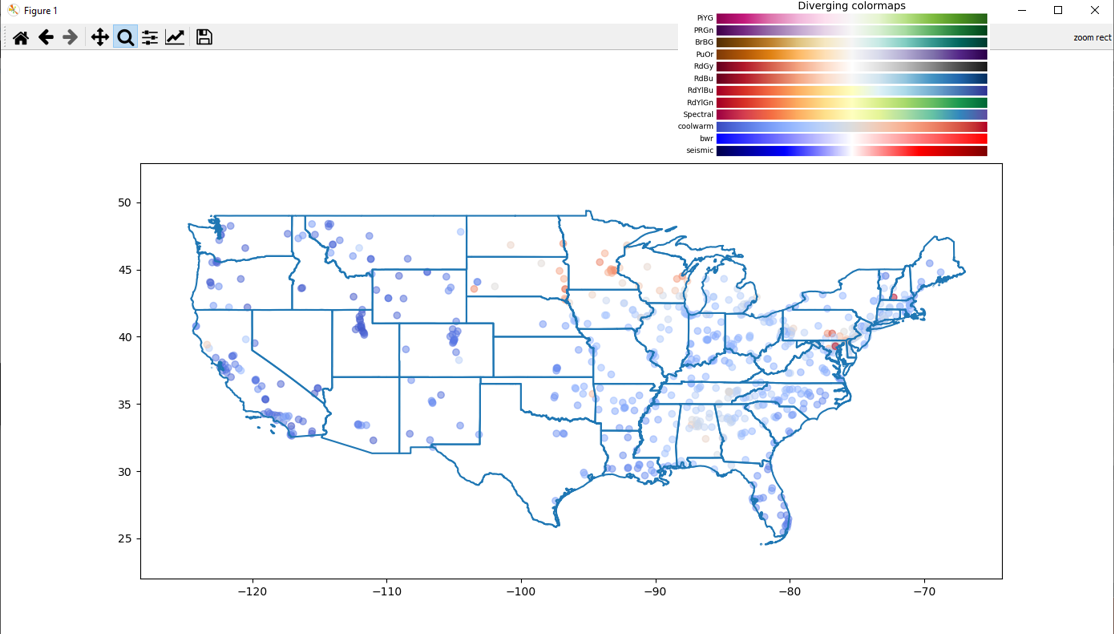 Figure 1
Diverging colormaps
PiYG
PRGn
BrBG
PuOr
RdGy
RdBu
RdYlBu
RdYlGn
Spectral
coolwarm
bwr
seismic
zoom rect
50
45
40
35
30
25
−120
−110
−100
−90
−80
−70